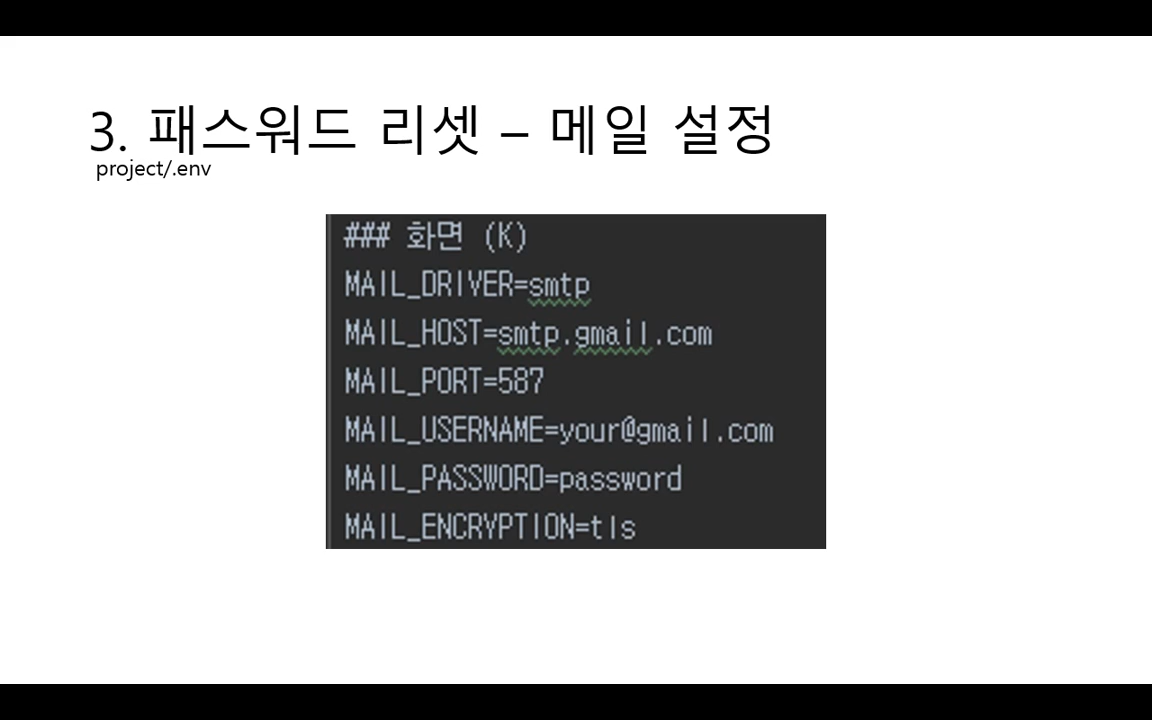 3. 패스워드 리셋 – 메일 설정
project/.env
### 화면 (K)
MAIL_DRIVER=smtp
MAIL_HOST=smtp.gmail.com
MAIL_PORT=587
MAIL_USERNAME=your@gmail.com
MAIL_PASSWORD=password
MAIL_ENCRYPTION=tls